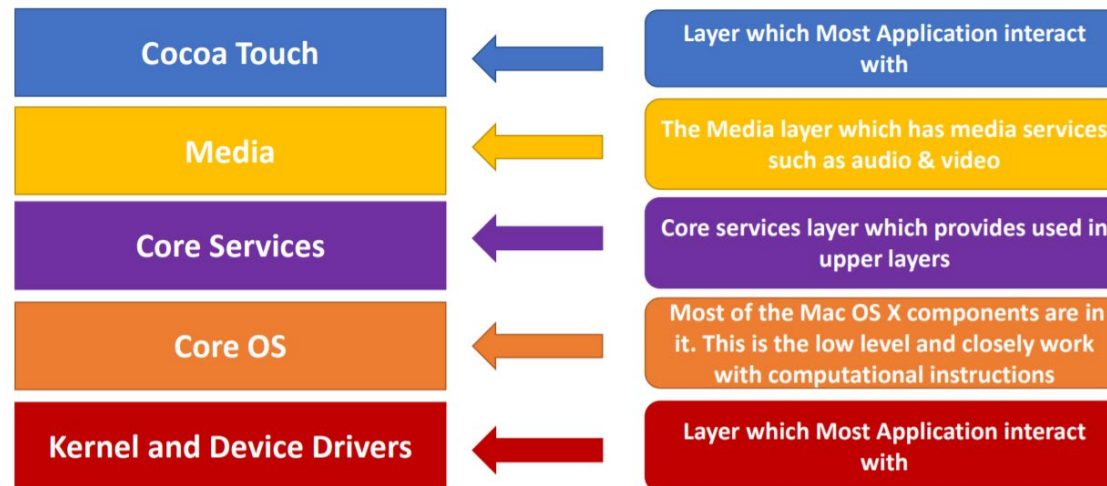 Cocoa Touch
Layer which Most Application interact
with
Media
The Media layer which has media services
such as audio & video
Core Services
Core services layer which provides used in
upper layers
Core OS
Most of the Mac OS X components are in
it. This is the low level and closely work
with computational instructions
Kernel and Device Drivers
Layer which Most Application interact
with